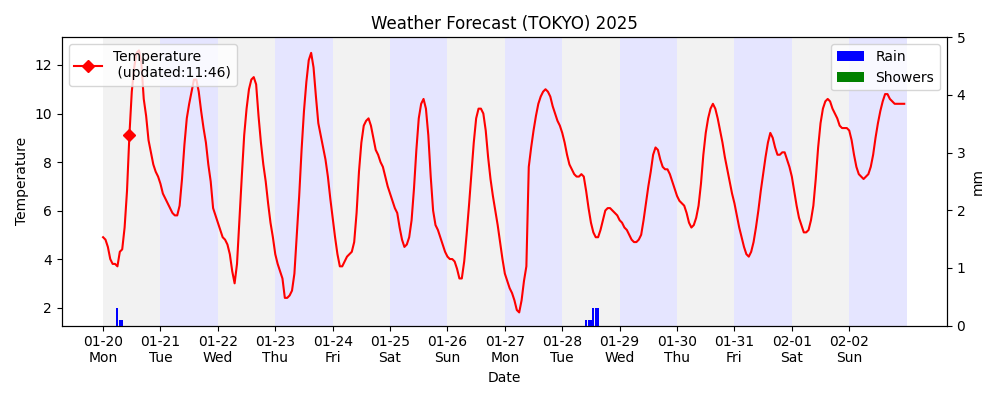 Weather Forecast (TOKYO) 2025
Temperature
(updated:11:46)
Rain
Showers
Temperature
12
10
8
6
4
2
5
4
3
2
1
0
mm
01-20 01-21 01-22 01-23 01-24 01-25 01-26 01-27 01-28 01-29 01-30 01-31 02-01 02-02
Mon Tue Wed Thu Fri Sat Sun Mon Tue Wed Thu Fri Sat Sun
Date